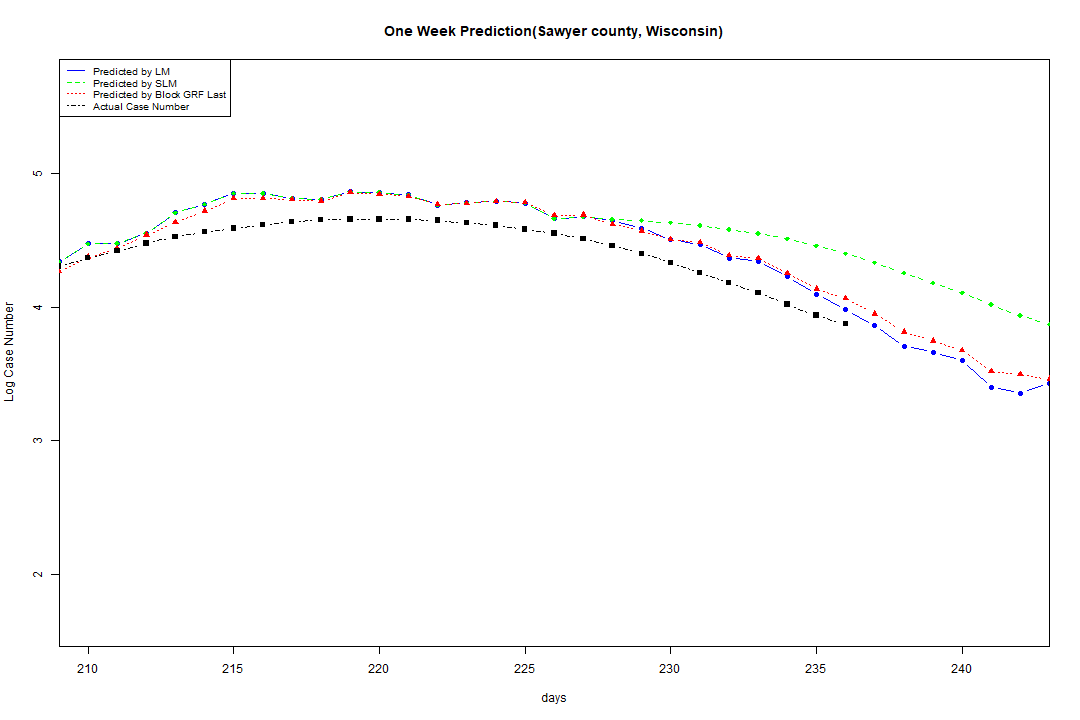 One Week Prediction(Sawyer county, Wisconsin)
Predicted by LM
Predicted by SLM
Predicted by Block GRF Last
Actual Case Number
5
4
3
2
Log Case Number
210 215 220 225 230 235 240
days